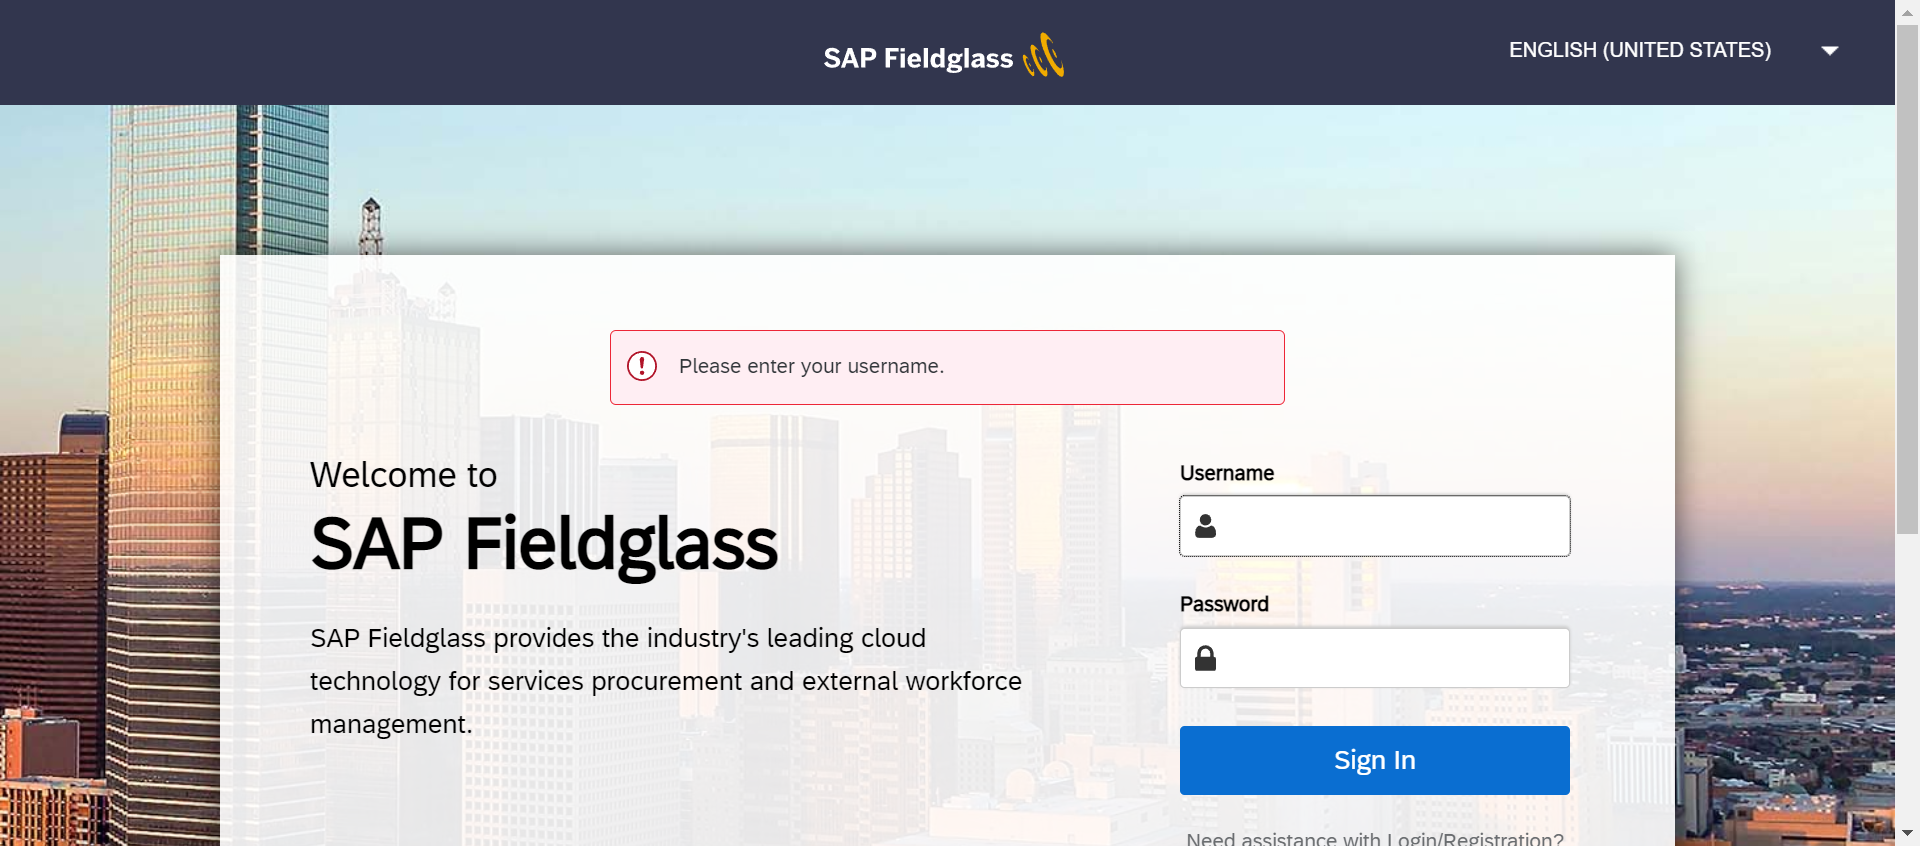 SAP Fieldglass
ENGLISH (UNITED STATES)
Please enter your username.
Welcome to
SAP Fieldglass
SAP Fieldglass provides the industry's leading cloud
technology for services procurement and external workforce
management.
Username
Password
Sign In
Need assistance with Login/Registration?